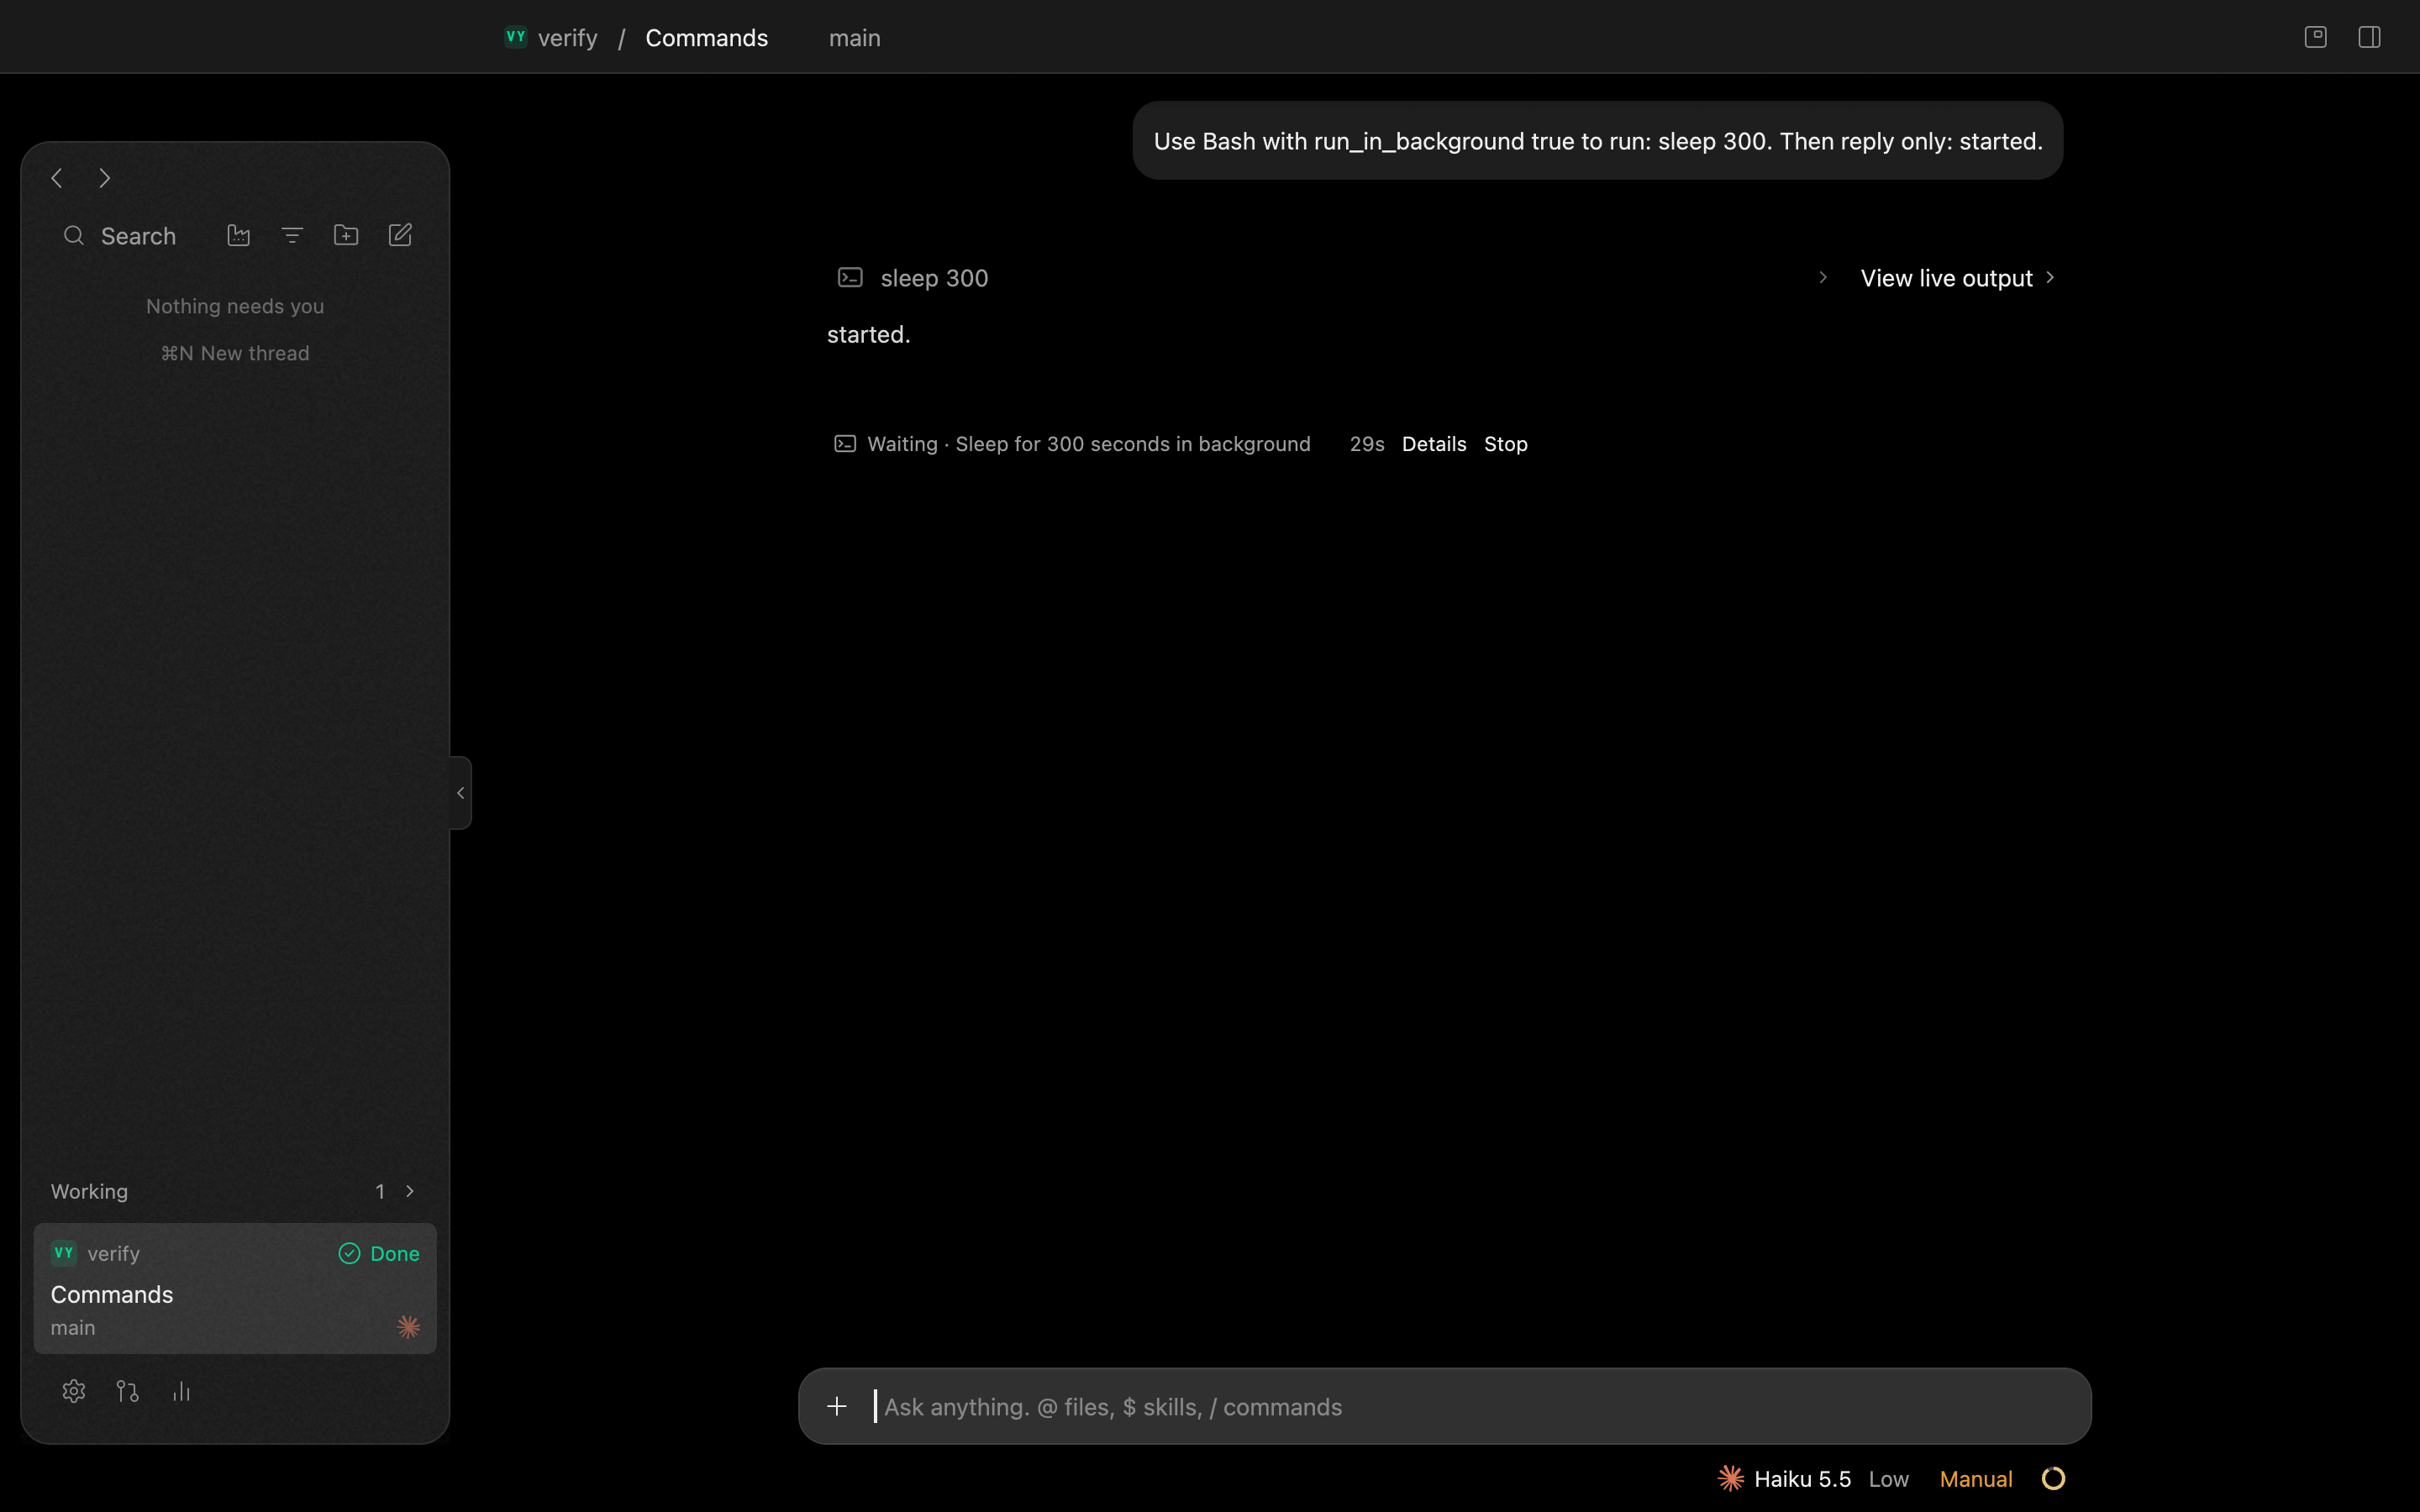 VY verify / Commands main
Use Bash with run_in_background true to run: sleep 300. Then reply only: started.
Search
Nothing needs you
⌘N New thread
sleep 300
View live output
started.
Waiting · Sleep for 300 seconds in background 29s Details Stop
Working 1
VY verify Done
Commands
main
Ask anything. @ files, $ skills, / commands
Haiku 5.5 Low Manual